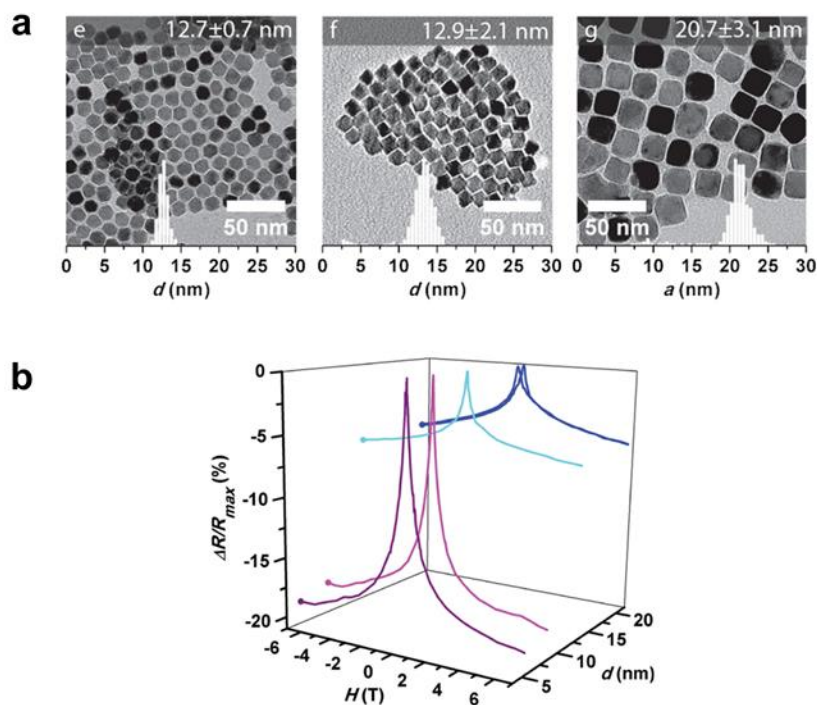 a
e 12.7±0.7 nm
f 12.9±2.1 nm
g 20.7±3.1 nm
50 nm
50 nm
50 nm
0 5 10 15 20 25 30
0 5 10 15 20 25 30
0 5 10 15 20 25 30
d (nm)
d (nm)
a (nm)
b
0
-5
-10
-15
-20
ΔR/Rmax (%)
-6 -4 -2 0 2 4 6
H (T)
5 10 15 20
d (nm)